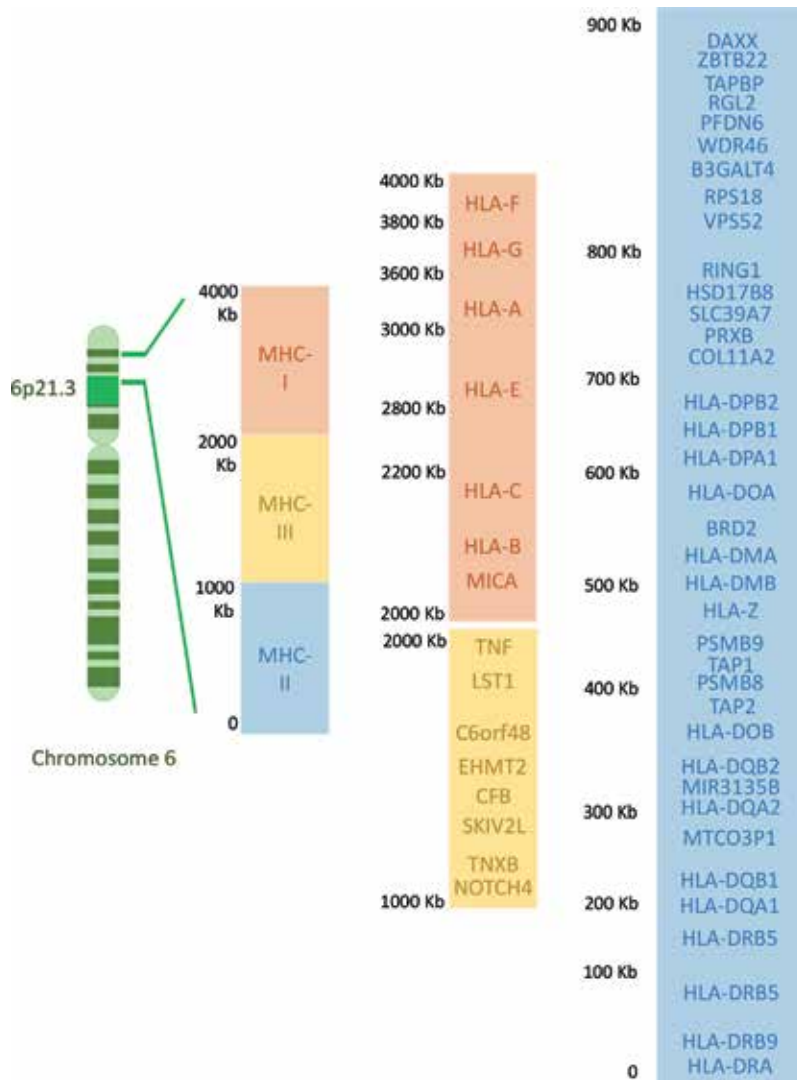 6p21.3
Chromosome 6
4000
Kb
MHC-
I
2000
Kb
MHC-
III
1000
Kb
MHC-
II
0
4000 Kb
HLA-F
3800 Kb
HLA-G
3600 Kb
HLA-A
3000 Kb
HLA-E
2800 Kb
2200 Kb
HLA-C
HLA-B
MICA
2000 Kb
2000 Kb
TNF
LST1
C6orf48
EHMT2
CFB
SKIV2L
TNXB
NOTCH4
1000 Kb
900 Kb
DAXX
ZBTB22
TAPBP
RGL2
PFDN6
WDR46
B3GALT4
RPS18
VPS52
800 Kb
RING1
HSD17B8
SLC39A7
PRXB
COL11A2
700 Kb
HLA-DPB2
HLA-DPB1
HLA-DPA1
600 Kb
HLA-DOA
BRD2
HLA-DMA
500 Kb
HLA-DMB
HLA-Z
PSMB9
TAP1
400 Kb
PSMB8
TAP2
HLA-DOB
HLA-DQB2
MIR3135B
300 Kb
HLA-DQA2
MTCO3P1
HLA-DQB1
200 Kb
HLA-DQA1
HLA-DRB5
100 Kb
HLA-DRB5
HLA-DRB9
0
HLA-DRA